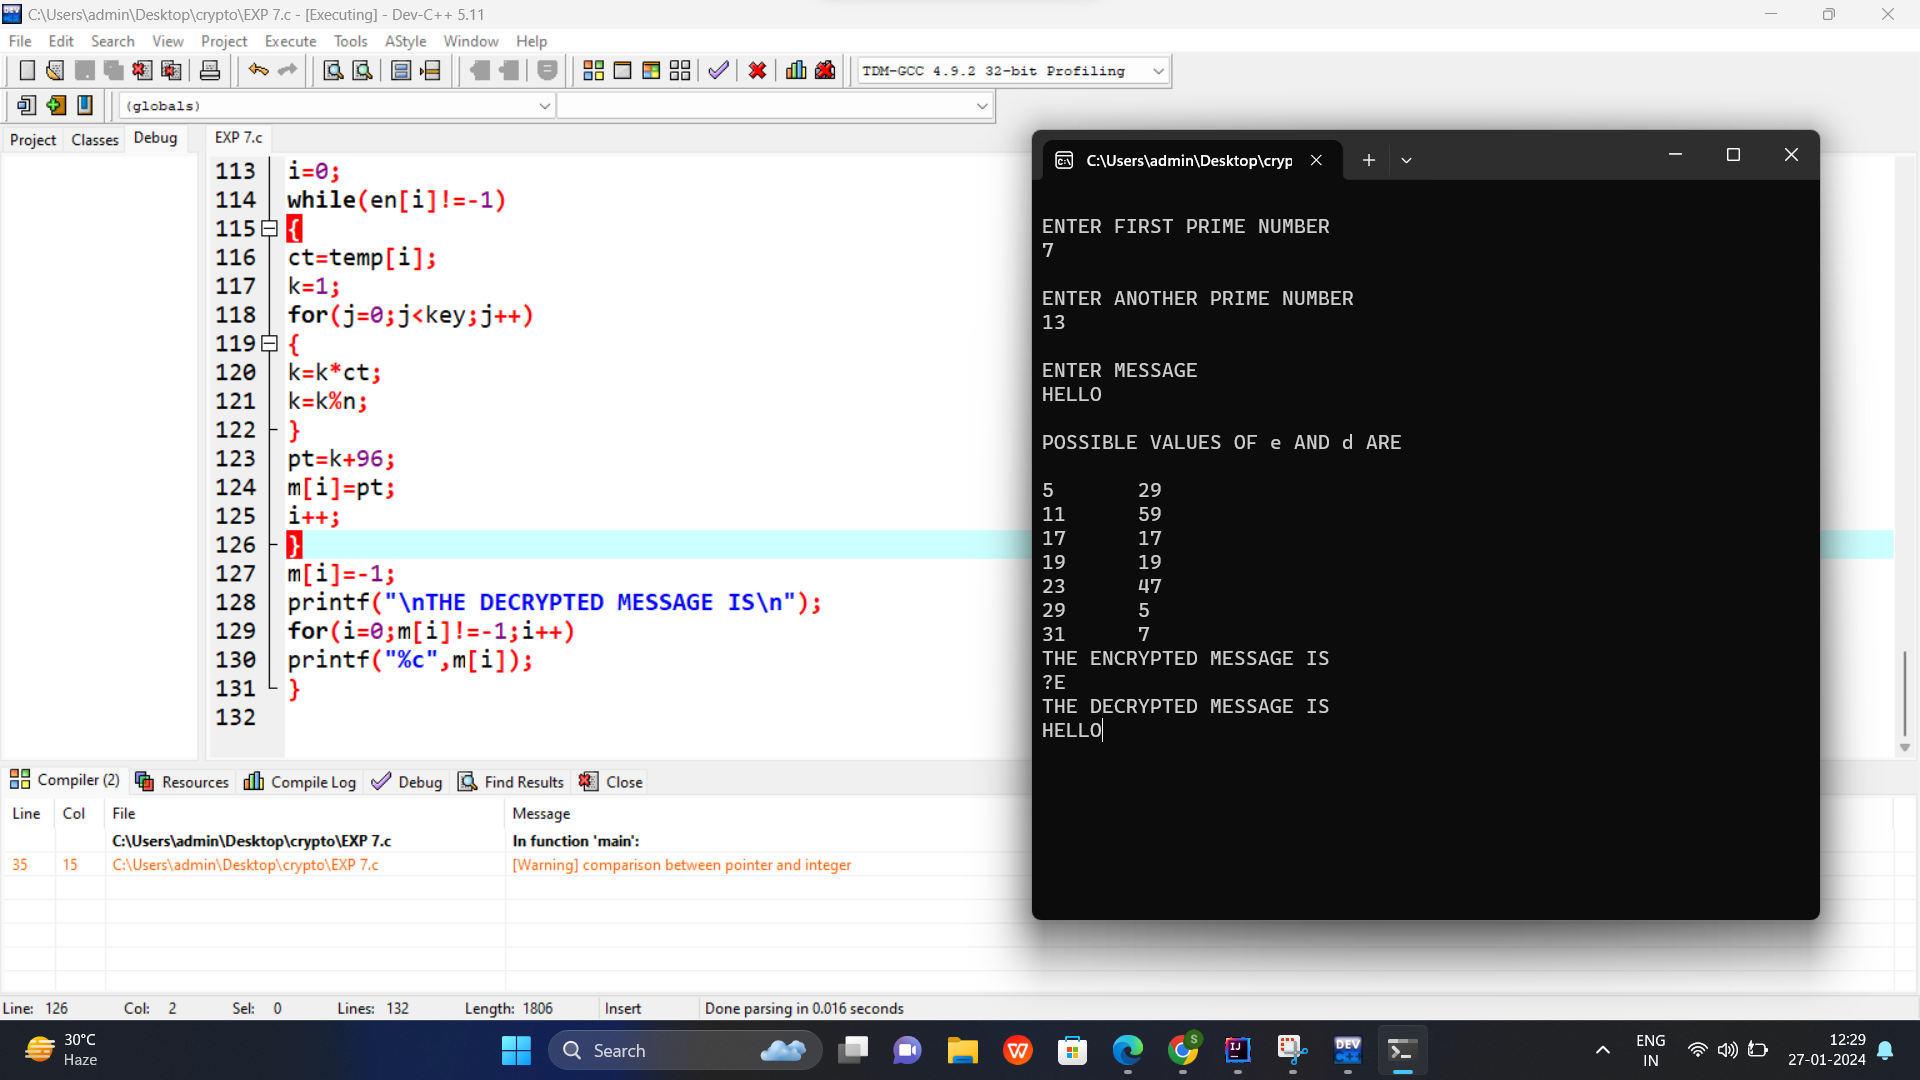 C:\Users\admin\Desktop\crypto\EXP 7.c - [Executing] - Dev-C++ 5.11
File Edit Search View Project Execute Tools AStyle Window Help
TDM-GCC 4.9.2 32-bit Profiling
(globals)
Project Classes Debug
EXP 7.c
113 i=0;
114 while(en[i]!=-1)
115 {
116 ct=temp[i];
117 k=1;
118 for(j=0;j<key;j++)
119 {
120 k=k*ct;
121 k=k%n;
122 }
123 pt=k+96;
124 m[i]=pt;
125 i++;
126 }
127 m[i]=-1;
128 printf("\nTHE DECRYPTED MESSAGE IS\n");
129 for(i=0;m[i]!=-1;i++)
130 printf("%c",m[i]);
131 }
132
C:\Users\admin\Desktop\cryp
ENTER FIRST PRIME NUMBER
7
ENTER ANOTHER PRIME NUMBER
13
ENTER MESSAGE
HELLO
POSSIBLE VALUES OF e AND d ARE
5 29
11 59
17 17
19 19
23 47
29 5
31 7
THE ENCRYPTED MESSAGE IS
?E
THE DECRYPTED MESSAGE IS
HELLO
Compiler (2) Resources Compile Log Debug Find Results Close
Line Col File Message
C:\Users\admin\Desktop\crypto\EXP 7.c In function 'main':
35 15 C:\Users\admin\Desktop\crypto\EXP 7.c [Warning] comparison between pointer and integer
Line: 126 Col: 2 Sel: 0 Lines: 132 Length: 1806 Insert Done parsing in 0.016 seconds
30°C
Haze
Search
ENG
IN
12:29
27-01-2024